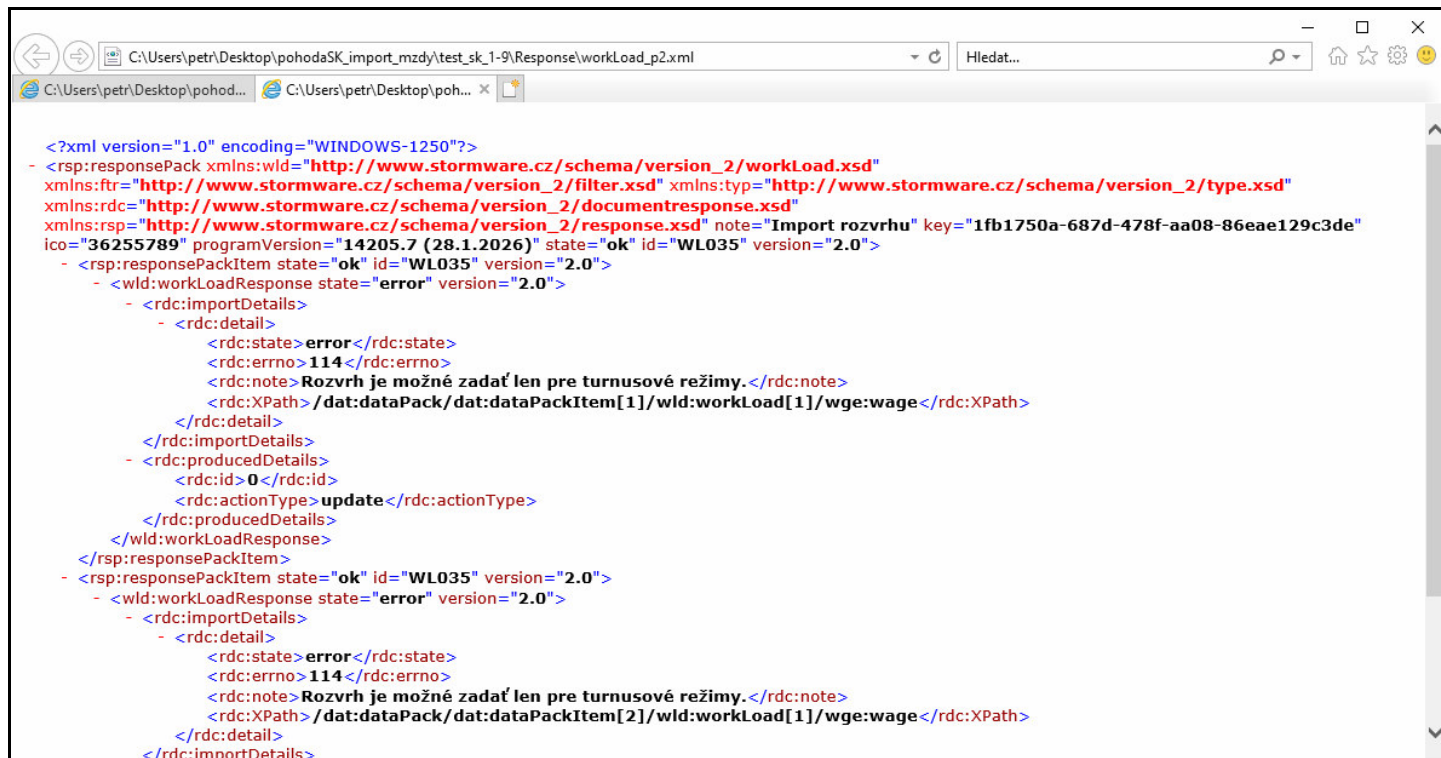 C:\Users\petr\Desktop\pohodaSK_import_mzdy\test_sk_1-9\Response\workLoad_p2.xml
Hledat...
C:\Users\petr\Desktop\pohod...
C:\Users\petr\Desktop\poh...
<?xml version="1.0" encoding="WINDOWS-1250"?>
- <rsp:responsePack xmlns:wld="http://www.stormware.cz/schema/version_2/workLoad.xsd"
xmlns:ftr="http://www.stormware.cz/schema/version_2/filter.xsd" xmlns:typ="http://www.stormware.cz/schema/version_2/type.xsd"
xmlns:rdc="http://www.stormware.cz/schema/version_2/documentresponse.xsd"
xmlns:rsp="http://www.stormware.cz/schema/version_2/response.xsd" note="Import rozvrhu" key="1fb1750a-687d-478f-aa08-86eae129c3de"
ico="36255789" programVersion="14205.7 (28.1.2026)" state="ok" id="WL035" version="2.0">
- <rsp:responsePackItem state="ok" id="WL035" version="2.0">
- <wld:workLoadResponse state="error" version="2.0">
- <rdc:importDetails>
- <rdc:detail>
<rdc:state>error</rdc:state>
<rdc:errno>114</rdc:errno>
<rdc:note>Rozvrh je možné zadať len pre turnusové režimy.</rdc:note>
<rdc:XPath>/dat:dataPack/dat:dataPackItem[1]/wld:workLoad[1]/wge:wage</rdc:XPath>
</rdc:detail>
</rdc:importDetails>
- <rdc:producedDetails>
<rdc:id>0</rdc:id>
<rdc:actionType>update</rdc:actionType>
</rdc:producedDetails>
</wld:workLoadResponse>
</rsp:responsePackItem>
- <rsp:responsePackItem state="ok" id="WL035" version="2.0">
- <wld:workLoadResponse state="error" version="2.0">
- <rdc:importDetails>
- <rdc:detail>
<rdc:state>error</rdc:state>
<rdc:errno>114</rdc:errno>
<rdc:note>Rozvrh je možné zadať len pre turnusové režimy.</rdc:note>
<rdc:XPath>/dat:dataPack/dat:dataPackItem[2]/wld:workLoad[1]/wge:wage</rdc:XPath>
</rdc:detail>
</rdc:importDetails>